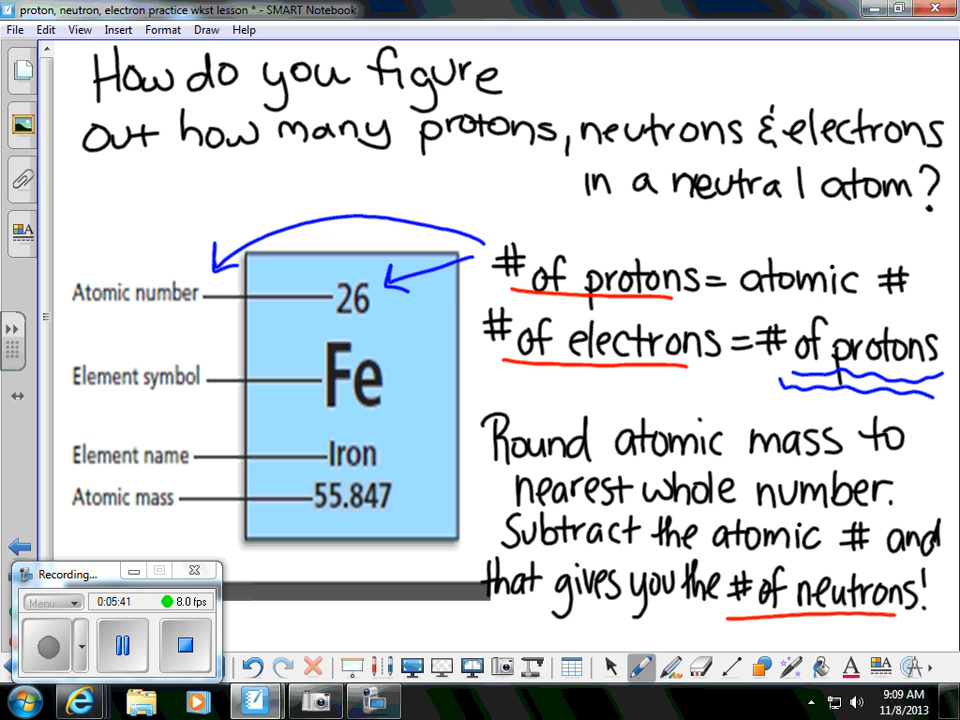 proton, neutron, electron practice wkst lesson * - SMART Notebook
File Edit View Insert Format Draw Help
How do you figure
out how many protons, neutrons & electrons
in a neutral atom?
# of protons = atomic #
Atomic number 26
# of electrons = # of protons
Element symbol Fe
Round atomic mass to
Element name Iron
nearest whole number.
Atomic mass 55.847
Subtract the atomic # and
that gives you the # of neutrons!
Recording...
Menu 0:05:41 8.0 fps
A
9:09 AM
11/8/2013